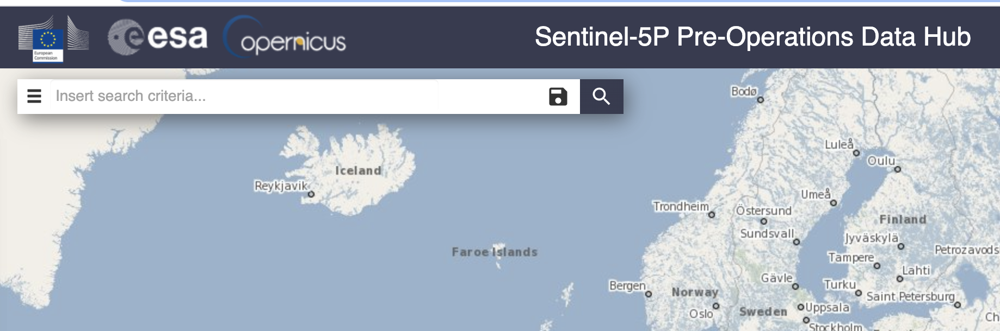 European
Commission
esa
opernicus
Sentinel-5P Pre-Operations Data Hub
Insert search criteria...
Bodø
Luleå
Oulu
Iceland
Reykjavik
Umeå
Trondheim
Östersund
Finland
Sundsvall
Jyväskylä
Faroe Islands
Petrozavods
Tampere
Lahti
Gävle
Turku
Bergen
Norway
Saint Petersburg
Uppsala
Oslo
Sweden
Ch
Stockholm